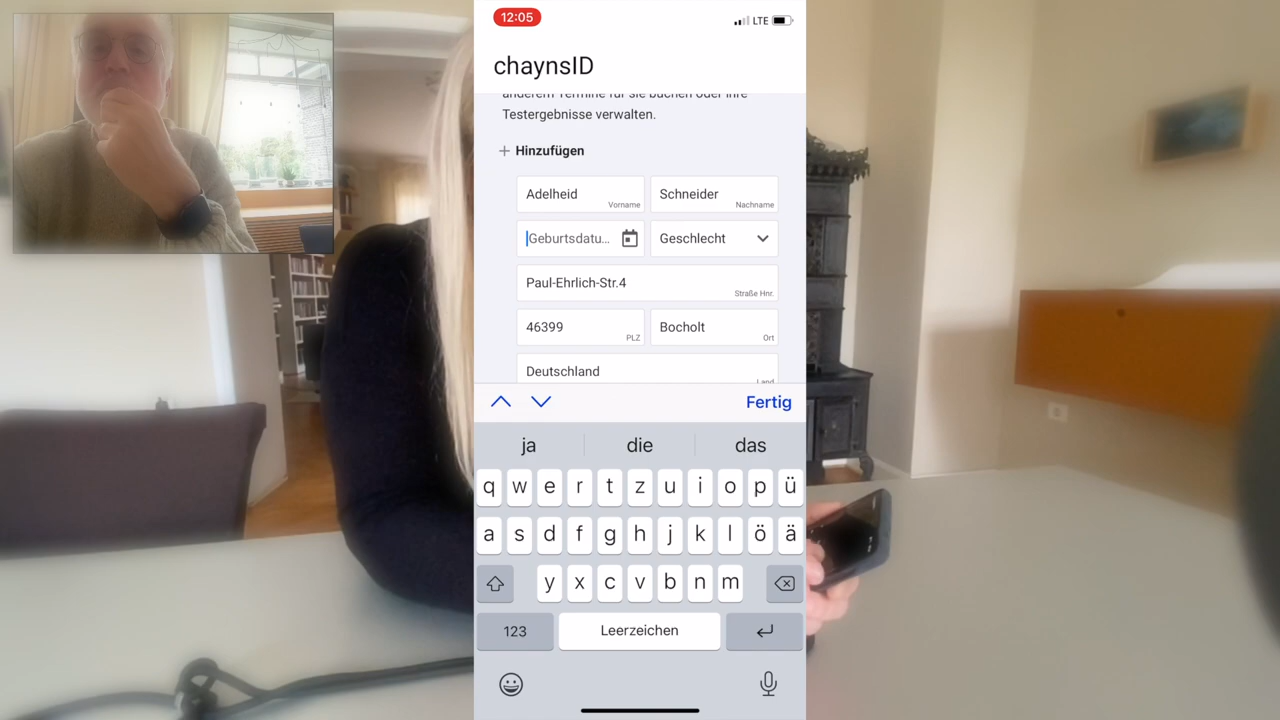 12:05
LTE
chaynsID
anderem Termine für sie buchen oder ihre
Testergebnisse verwalten.
+ Hinzufügen
Adelheid Vorname
Schneider Nachname
Geburtsdatu...
Geschlecht
Paul-Ehrlich-Str.4 Straße Hnr.
46399 PLZ
Bocholt Ort
Deutschland Land
Fertig
ja die das
q w e r t z u i o p ü
a s d f g h j k l ö ä
y x c v b n m
123 Leerzeichen